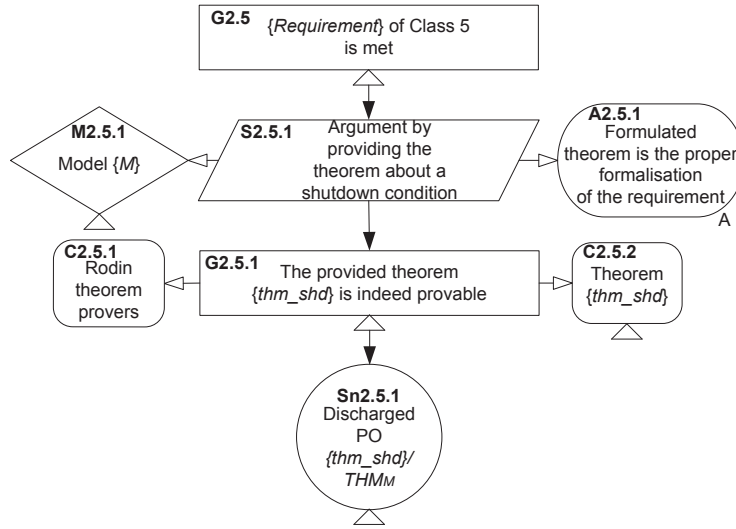 G2.5
{Requirement} of Class 5
is met
M2.5.1
Model {M}
S2.5.1
Argument by
providing the
theorem about a
shutdown condition
A2.5.1
Formulated
theorem is the proper
formalisation
of the requirement
A
C2.5.1
Rodin
theorem
provers
G2.5.1
The provided theorem
{thm_shd} is indeed provable
C2.5.2
Theorem
{thm_shd}
Sn2.5.1
Discharged
PO
{thm_shd}/
THMM